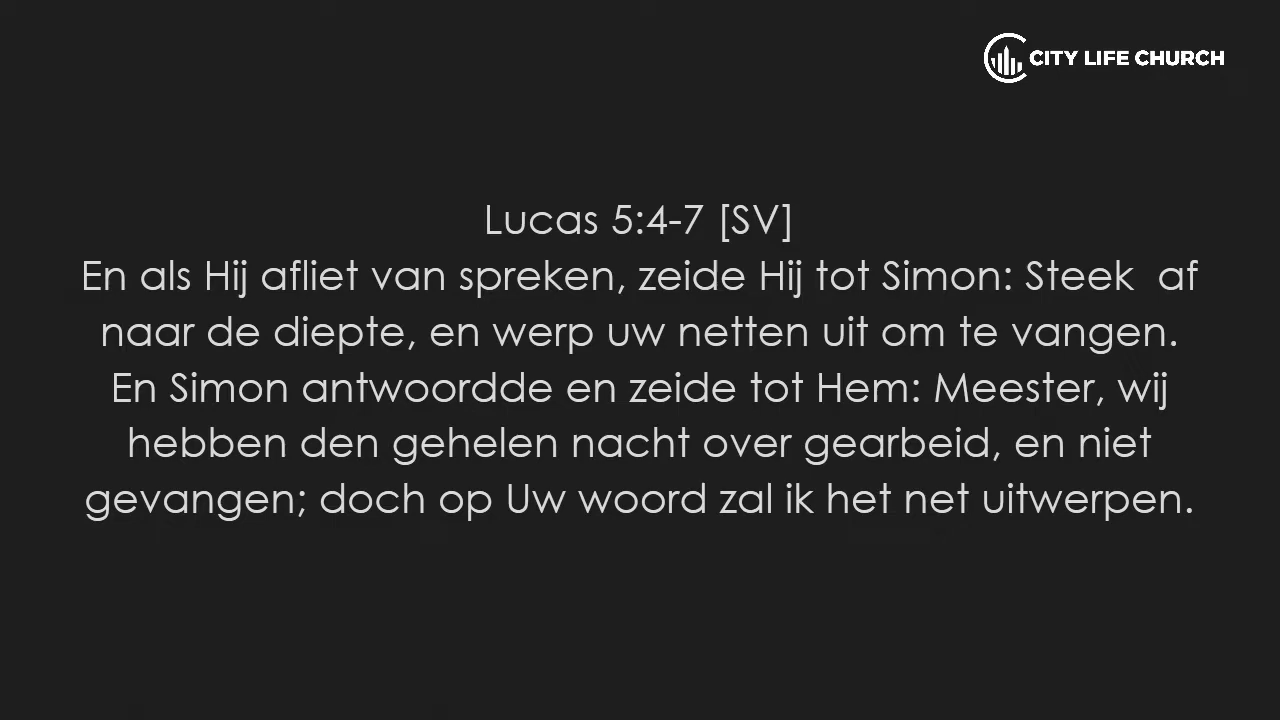 CITY LIFE CHURCH
Lucas 5:4-7 [SV]
En als Hij afliet van spreken, zeide Hij tot Simon: Steek  af
naar de diepte, en werp uw netten uit om te vangen.
En Simon antwoordde en zeide tot Hem: Meester, wij
hebben den gehelen nacht over gearbeid, en niet
gevangen; doch op Uw woord zal ik het net uitwerpen.